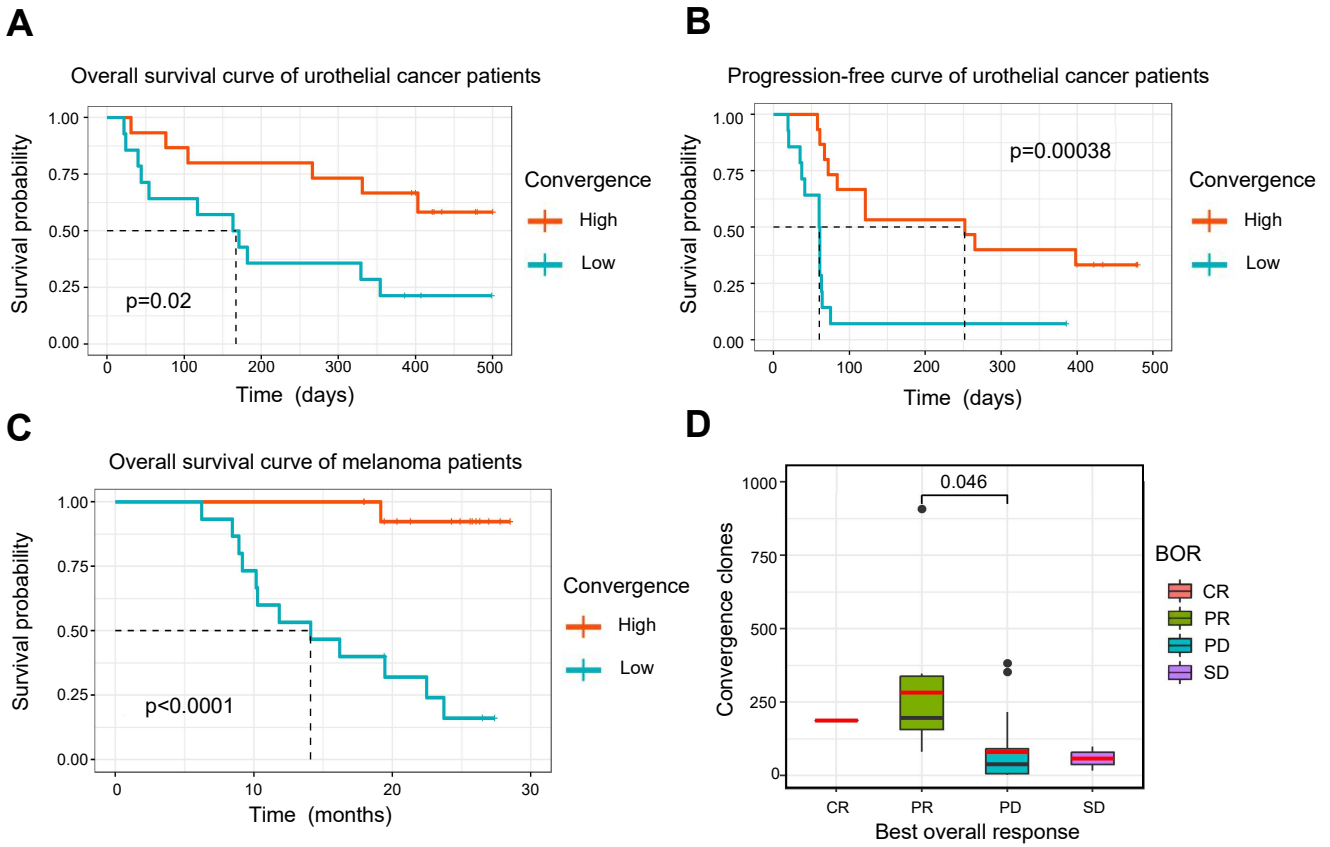 A
Overall survival curve of urothelial cancer patients
Survival probability
1.00
0.75
0.50
0.25
0.00
p=0.02
0 100 200 300 400 500
Time (days)
Convergence
High
Low
B
Progression-free curve of urothelial cancer patients
Survival probability
1.00
0.75
0.50
0.25
0.00
p=0.00038
0 100 200 300 400 500
Time (days)
Convergence
High
Low
C
Overall survival curve of melanoma patients
Survival probability
1.00
0.75
0.50
0.25
0.00
p<0.0001
0 10 20 30
Time (months)
Convergence
High
Low
D
Convergence clones
1000
750
500
250
0
0.046
CR PR PD SD
Best overall response
BOR
CR
PR
PD
SD